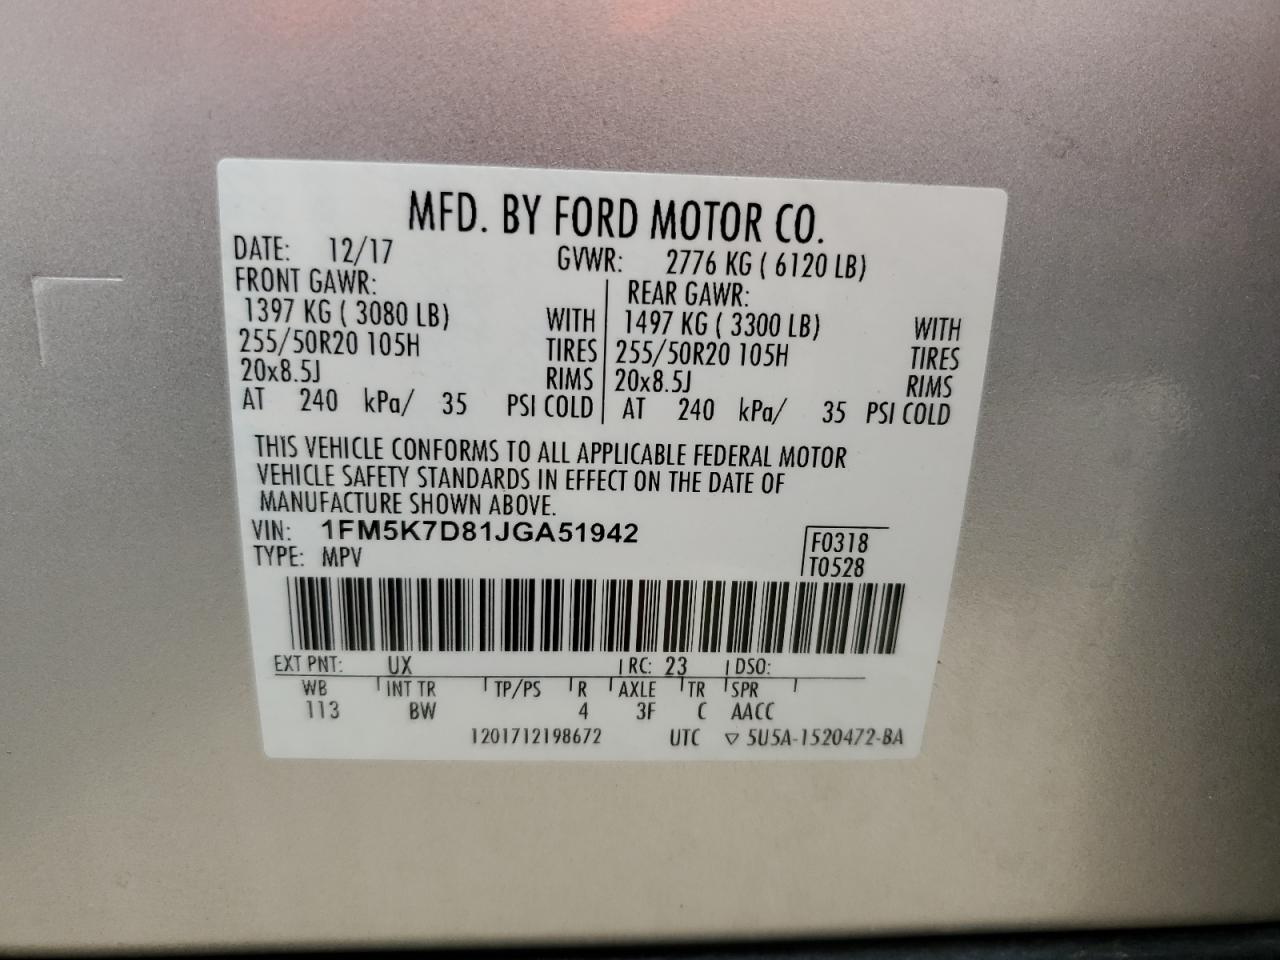 MFD. BY FORD MOTOR CO.
DATE: 12/17 GVWR: 2776 KG ( 6120 LB)
FRONT GAWR: REAR GAWR:
1397 KG ( 3080 LB) WITH 1497 KG ( 3300 LB) WITH
255/50R20 105H TIRES 255/50R20 105H TIRES
20x8.5J RIMS 20x8.5J RIMS
AT 240 kPa/ 35 PSI COLD AT 240 kPa/ 35 PSI COLD
THIS VEHICLE CONFORMS TO ALL APPLICABLE FEDERAL MOTOR
VEHICLE SAFETY STANDARDS IN EFFECT ON THE DATE OF
MANUFACTURE SHOWN ABOVE.
VIN: 1FM5K7D81JGA51942 F0318
TYPE: MPV T0528
EXT PNT: UX RC: 23 DSO:
WB INT TR TP/PS R AXLE TR SPR
113 BW 4 3F C AACC
1201712198672 UTC ▽ 5U5A-1520472-BA